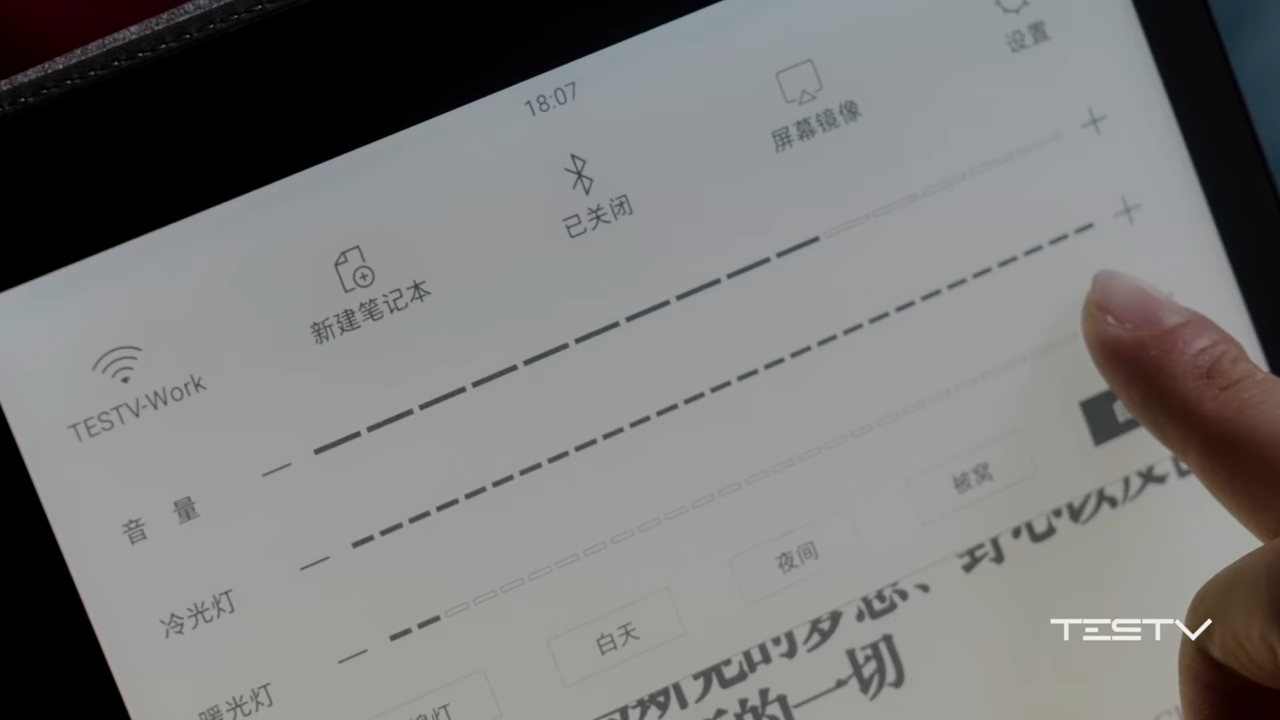 18:07
设置
屏幕镜像
已关闭
新建笔记本
TESTV-Work
音 量
冷光灯
暖光灯
被窝
夜间
白天
的一切
TESTV